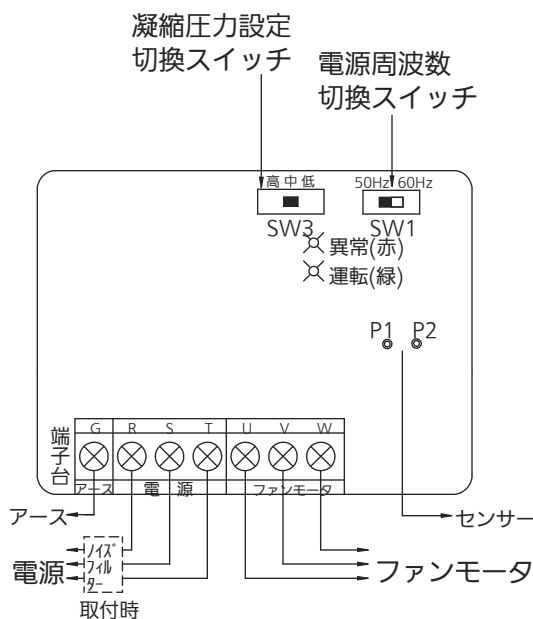 凝縮圧力設定
切換スイッチ
電源周波数
切換スイッチ
高 中 低
50Hz 60Hz
SW3
SW1
異常(赤)
運転(緑)
P1 P2
端子台
G R S T U V W
アース 電 源 ファンモータ
アース
センサー
ノイズ
フィル
ター
電源
ファンモータ
取付時